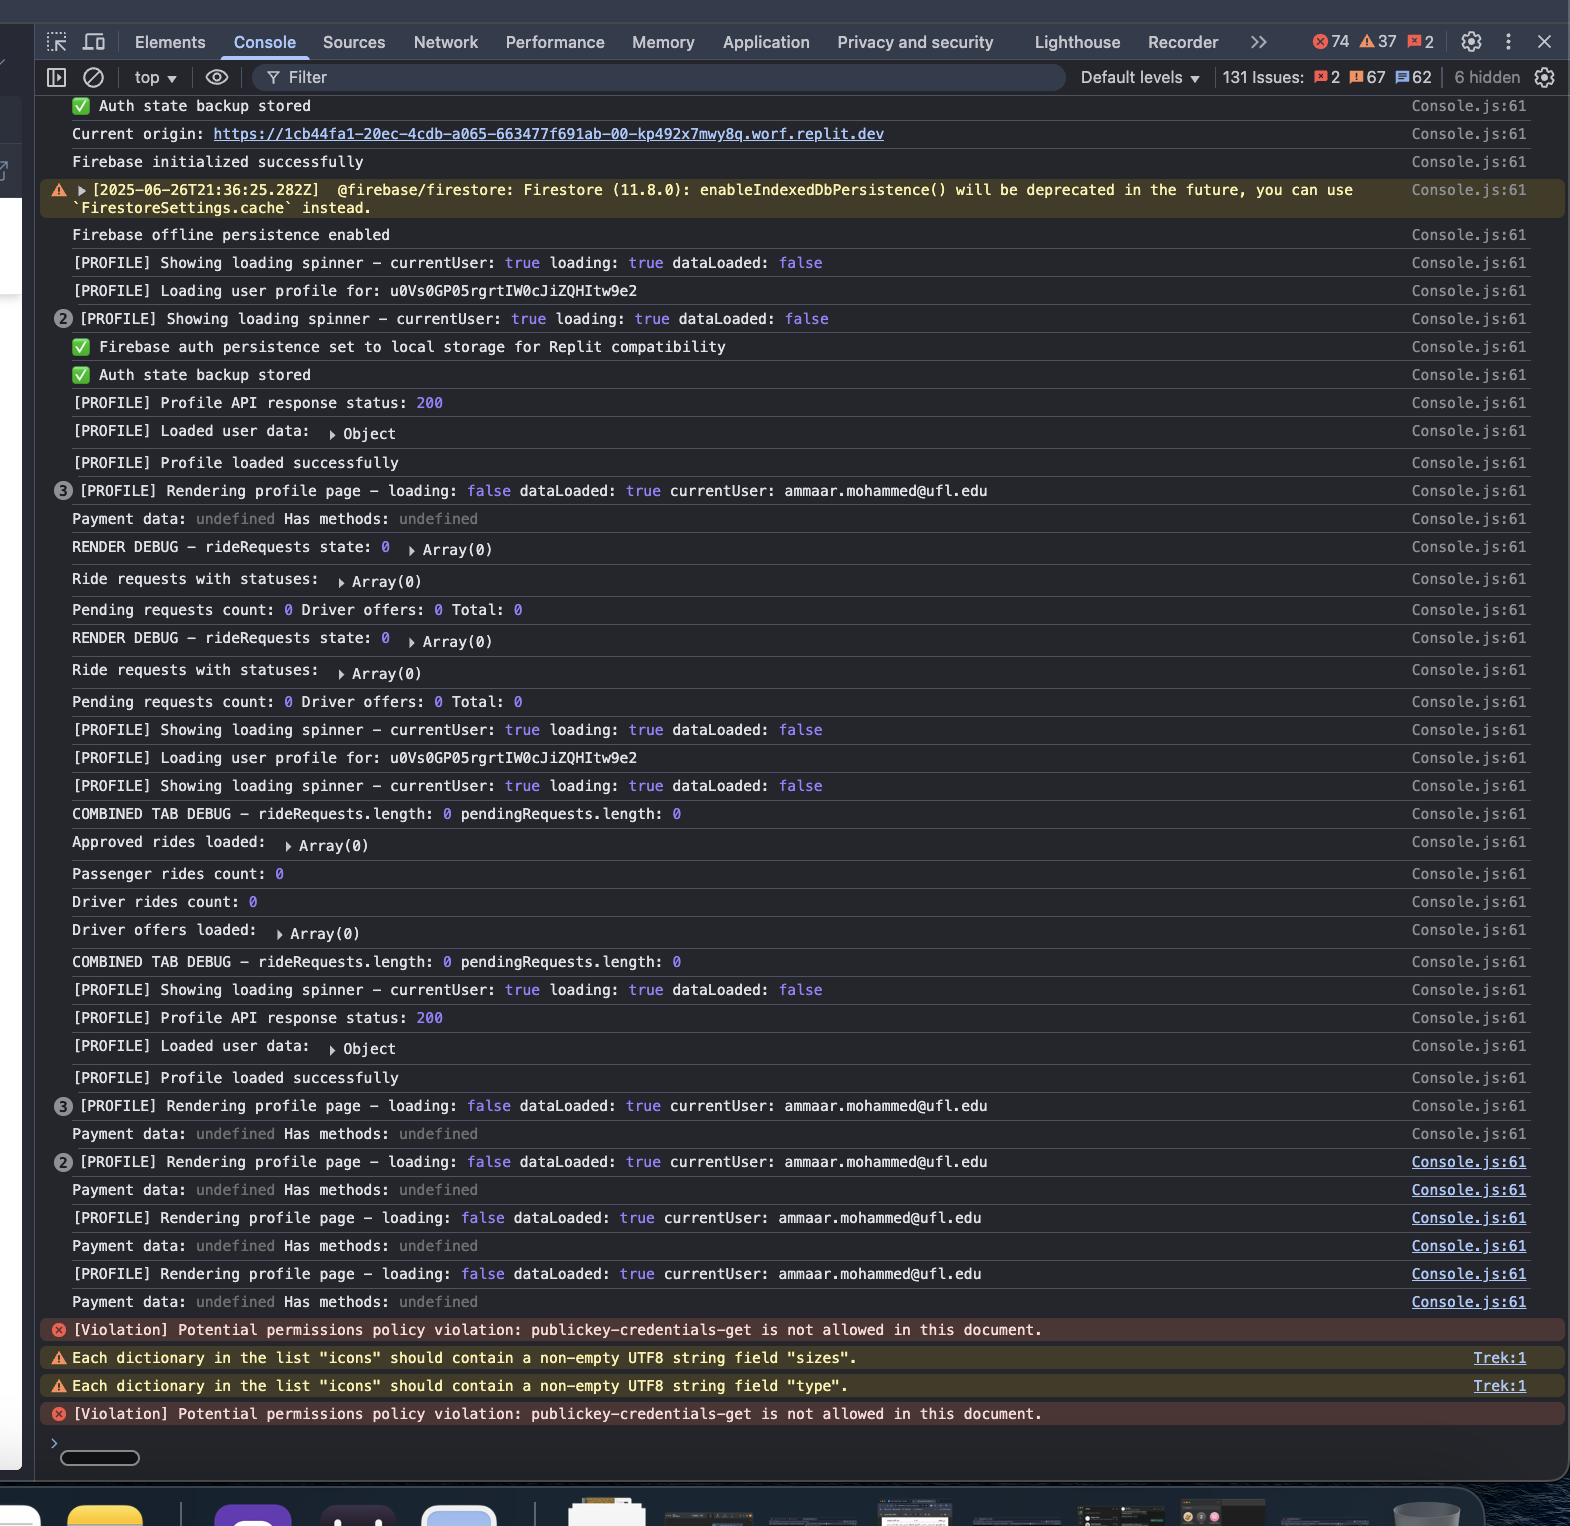 Elements Console Sources Network Performance Memory Application Privacy and security Lighthouse Recorder 74 37 2
top Filter Default levels 131 Issues: 2 67 62 6 hidden
✅ Auth state backup stored Console.js:61
Current origin: https://1cb44fa1-20ec-4cdb-a065-663477f691ab-00-kp492x7mwy8q.worf.replit.dev Console.js:61
Firebase initialized successfully Console.js:61
[2025-06-26T21:36:25.282Z] @firebase/firestore: Firestore (11.8.0): enableIndexedDbPersistence() will be deprecated in the future, you can use Console.js:61
`FirestoreSettings.cache` instead.
Firebase offline persistence enabled Console.js:61
[PROFILE] Showing loading spinner – currentUser: true loading: true dataLoaded: false Console.js:61
[PROFILE] Loading user profile for: u0Vs0GP05rgrtIW0cJiZQHItw9e2 Console.js:61
2 [PROFILE] Showing loading spinner – currentUser: true loading: true dataLoaded: false Console.js:61
✅ Firebase auth persistence set to local storage for Replit compatibility Console.js:61
✅ Auth state backup stored Console.js:61
[PROFILE] Profile API response status: 200 Console.js:61
[PROFILE] Loaded user data: ▶ Object Console.js:61
[PROFILE] Profile loaded successfully Console.js:61
3 [PROFILE] Rendering profile page – loading: false dataLoaded: true currentUser: ammaar.mohammed@ufl.edu Console.js:61
Payment data: undefined Has methods: undefined Console.js:61
RENDER DEBUG – rideRequests state: 0 ▶ Array(0) Console.js:61
Ride requests with statuses: ▶ Array(0) Console.js:61
Pending requests count: 0 Driver offers: 0 Total: 0 Console.js:61
RENDER DEBUG – rideRequests state: 0 ▶ Array(0) Console.js:61
Ride requests with statuses: ▶ Array(0) Console.js:61
Pending requests count: 0 Driver offers: 0 Total: 0 Console.js:61
[PROFILE] Showing loading spinner – currentUser: true loading: true dataLoaded: false Console.js:61
[PROFILE] Loading user profile for: u0Vs0GP05rgrtIW0cJiZQHItw9e2 Console.js:61
[PROFILE] Showing loading spinner – currentUser: true loading: true dataLoaded: false Console.js:61
COMBINED TAB DEBUG – rideRequests.length: 0 pendingRequests.length: 0 Console.js:61
Approved rides loaded: ▶ Array(0) Console.js:61
Passenger rides count: 0 Console.js:61
Driver rides count: 0 Console.js:61
Driver offers loaded: ▶ Array(0) Console.js:61
COMBINED TAB DEBUG – rideRequests.length: 0 pendingRequests.length: 0 Console.js:61
[PROFILE] Showing loading spinner – currentUser: true loading: true dataLoaded: false Console.js:61
[PROFILE] Profile API response status: 200 Console.js:61
[PROFILE] Loaded user data: ▶ Object Console.js:61
[PROFILE] Profile loaded successfully Console.js:61
3 [PROFILE] Rendering profile page – loading: false dataLoaded: true currentUser: ammaar.mohammed@ufl.edu Console.js:61
Payment data: undefined Has methods: undefined Console.js:61
2 [PROFILE] Rendering profile page – loading: false dataLoaded: true currentUser: ammaar.mohammed@ufl.edu Console.js:61
Payment data: undefined Has methods: undefined Console.js:61
[PROFILE] Rendering profile page – loading: false dataLoaded: true currentUser: ammaar.mohammed@ufl.edu Console.js:61
Payment data: undefined Has methods: undefined Console.js:61
[PROFILE] Rendering profile page – loading: false dataLoaded: true currentUser: ammaar.mohammed@ufl.edu Console.js:61
Payment data: undefined Has methods: undefined Console.js:61
[Violation] Potential permissions policy violation: publickey-credentials-get is not allowed in this document.
Each dictionary in the list "icons" should contain a non-empty UTF8 string field "sizes". Trek:1
Each dictionary in the list "icons" should contain a non-empty UTF8 string field "type". Trek:1
[Violation] Potential permissions policy violation: publickey-credentials-get is not allowed in this document.